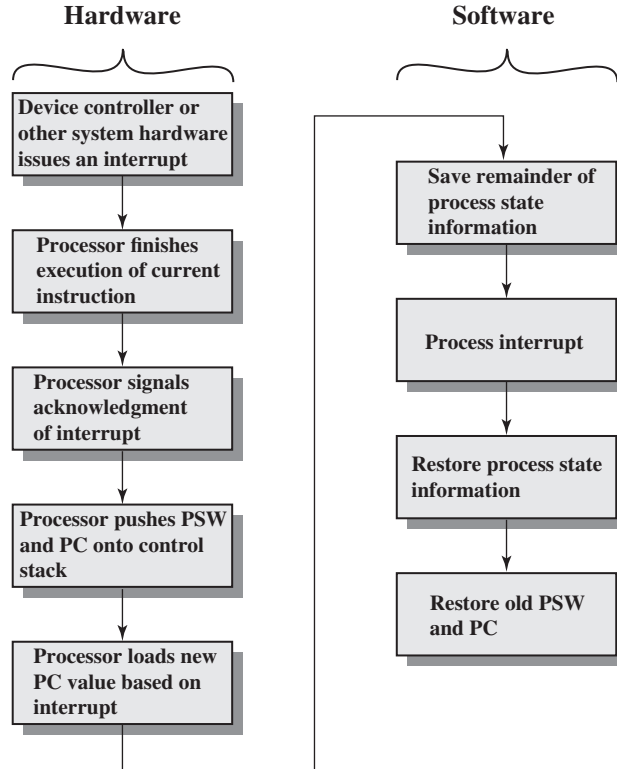 Hardware
Device controller or
other system hardware
issues an interrupt
Processor finishes
execution of current
instruction
Processor signals
acknowledgment
of interrupt
Processor pushes PSW
and PC onto control
stack
Processor loads new
PC value based on
interrupt
Software
Save remainder of
process state
information
Process interrupt
Restore process state
information
Restore old PSW
and PC